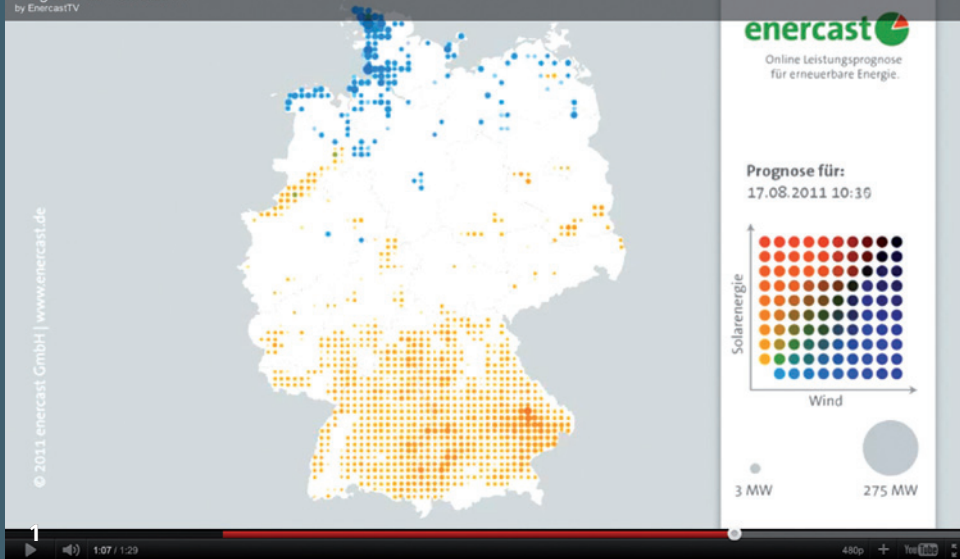 by EnercastTV
enercast
Online Leistungsprognose
für erneuerbare Energie.
Prognose für:
17.08.2011 10:30
Solarenergie
Wind
3 MW
275 MW
© 2011 enercast GmbH | www.enercast.de
1
1:07 / 1:29
480p
YouTube